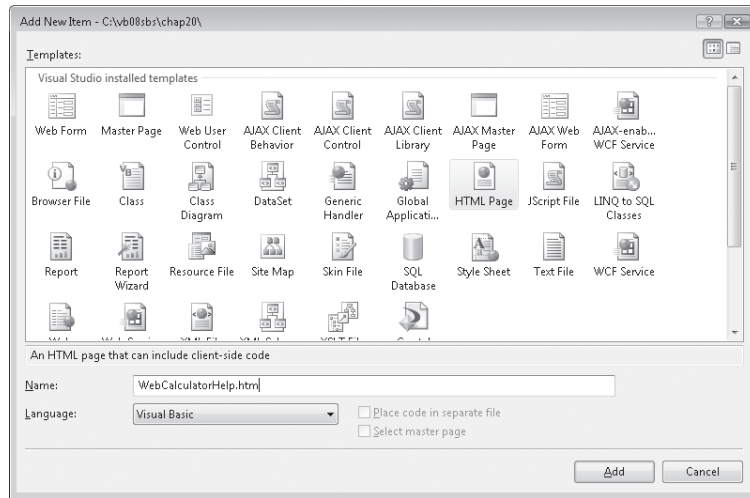 Add New Item - C:\vb08sbs\chap20\
Templates:
Visual Studio installed templates
Web Form
Master Page
Web User Control
AJAX Client Behavior
AJAX Client Control
AJAX Client Library
AJAX Master Page
AJAX Web Form
AJAX-enab... WCF Service
Browser File
Class
Class Diagram
DataSet
Generic Handler
Global Applicati...
HTML Page
JScript File
LINQ to SQL Classes
Report
Report Wizard
Resource File
Site Map
Skin File
SQL Database
Style Sheet
Text File
WCF Service
An HTML page that can include client-side code
Name:
WebCalculatorHelp.htm
Language:
Visual Basic
Place code in separate file
Select master page
Add
Cancel